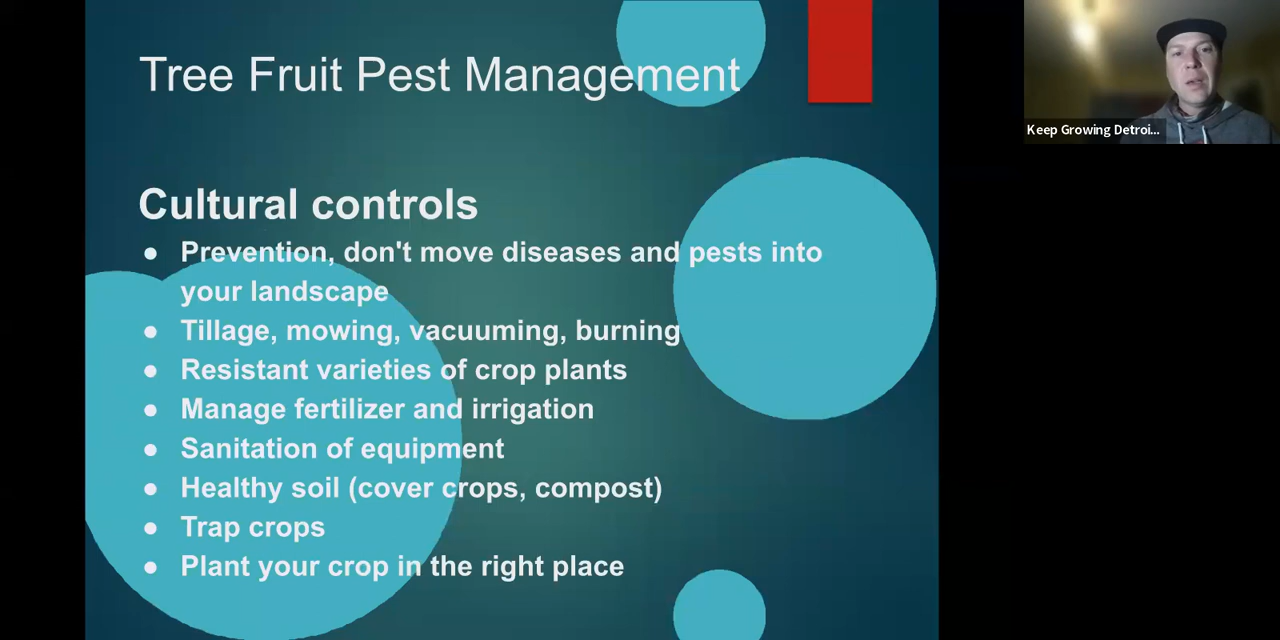 Tree Fruit Pest Management
Keep Growing Detroi...
Cultural controls
● Prevention, don't move diseases and pests into
your landscape
● Tillage, mowing, vacuuming, burning
● Resistant varieties of crop plants
● Manage fertilizer and irrigation
● Sanitation of equipment
● Healthy soil (cover crops, compost)
● Trap crops
● Plant your crop in the right place